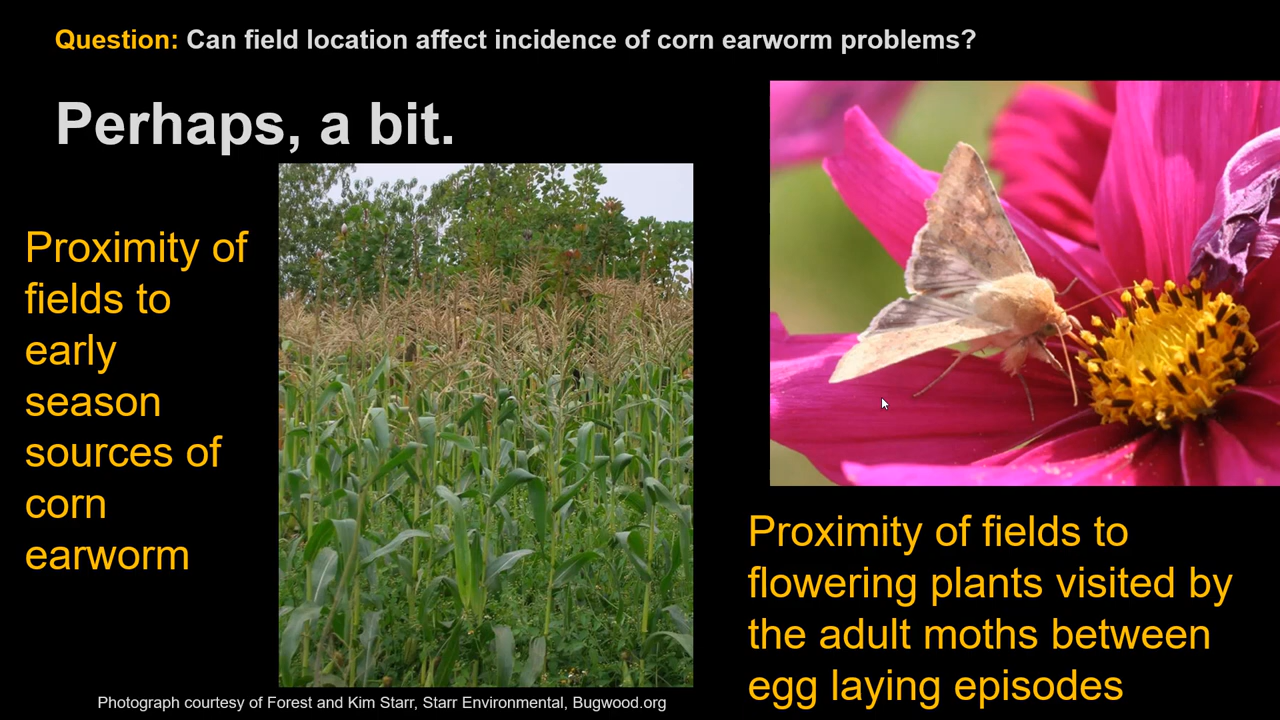 Question: Can field location affect incidence of corn earworm problems?
Perhaps, a bit.
Proximity of
fields to
early
season
sources of
corn
earworm
Proximity of fields to
flowering plants visited by
the adult moths between
egg laying episodes
Photograph courtesy of Forest and Kim Starr, Starr Environmental, Bugwood.org